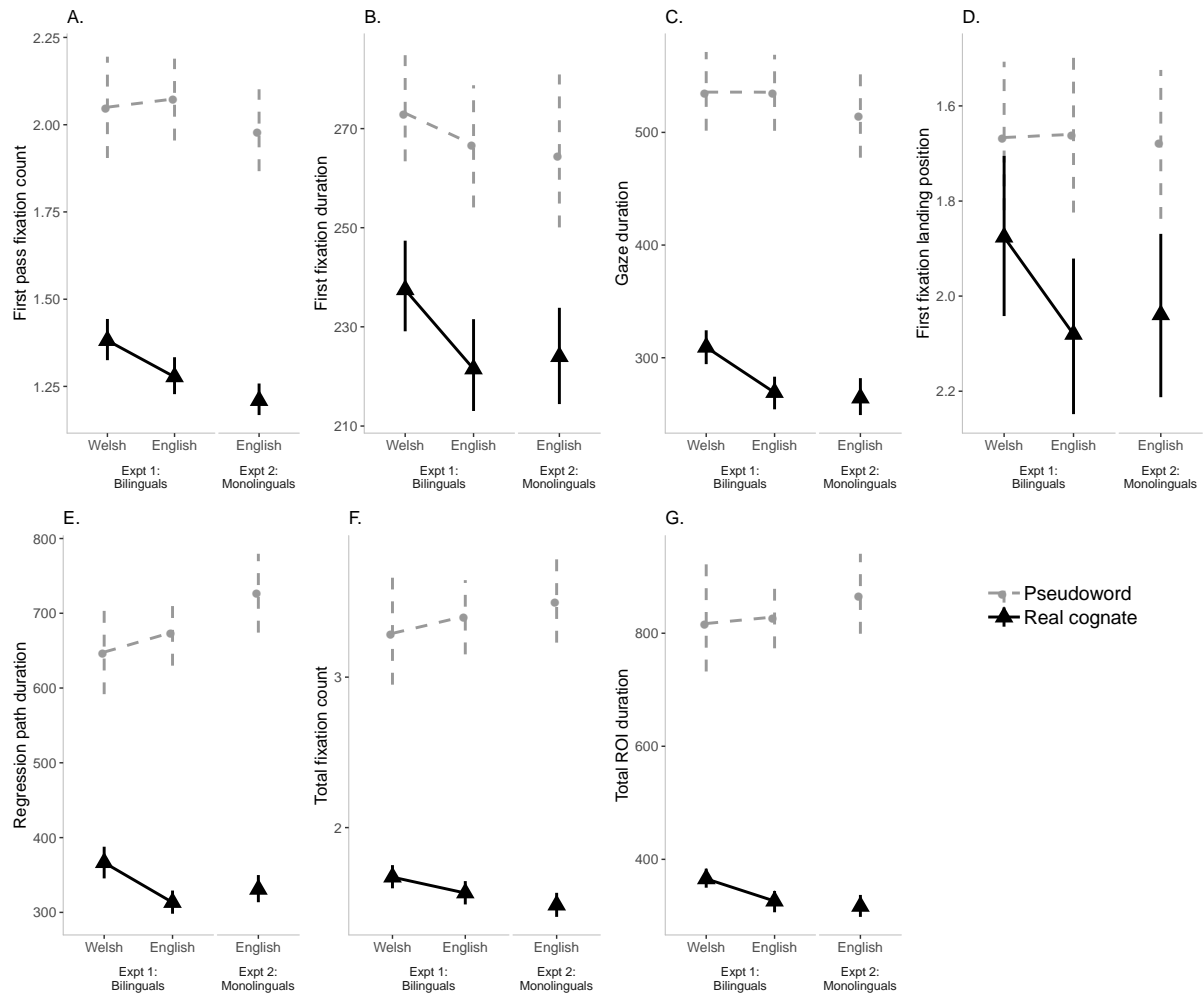 A.
First pass fixation count
2.25
2.00
1.75
1.50
1.25
Welsh English English
Expt 1:
Bilinguals
Expt 2:
Monolinguals
B.
First fixation duration
270
250
230
210
Welsh English English
Expt 1:
Bilinguals
Expt 2:
Monolinguals
C.
Gaze duration
500
400
300
Welsh English English
Expt 1:
Bilinguals
Expt 2:
Monolinguals
D.
First fixation landing position
1.6
1.8
2.0
2.2
Welsh English English
Expt 1:
Bilinguals
Expt 2:
Monolinguals
E.
Regression path duration
800
700
600
500
400
300
Welsh English English
Expt 1:
Bilinguals
Expt 2:
Monolinguals
F.
Total fixation count
3
2
Welsh English English
Expt 1:
Bilinguals
Expt 2:
Monolinguals
G.
Total ROI duration
800
600
400
Welsh English English
Expt 1:
Bilinguals
Expt 2:
Monolinguals
Pseudoword
Real cognate